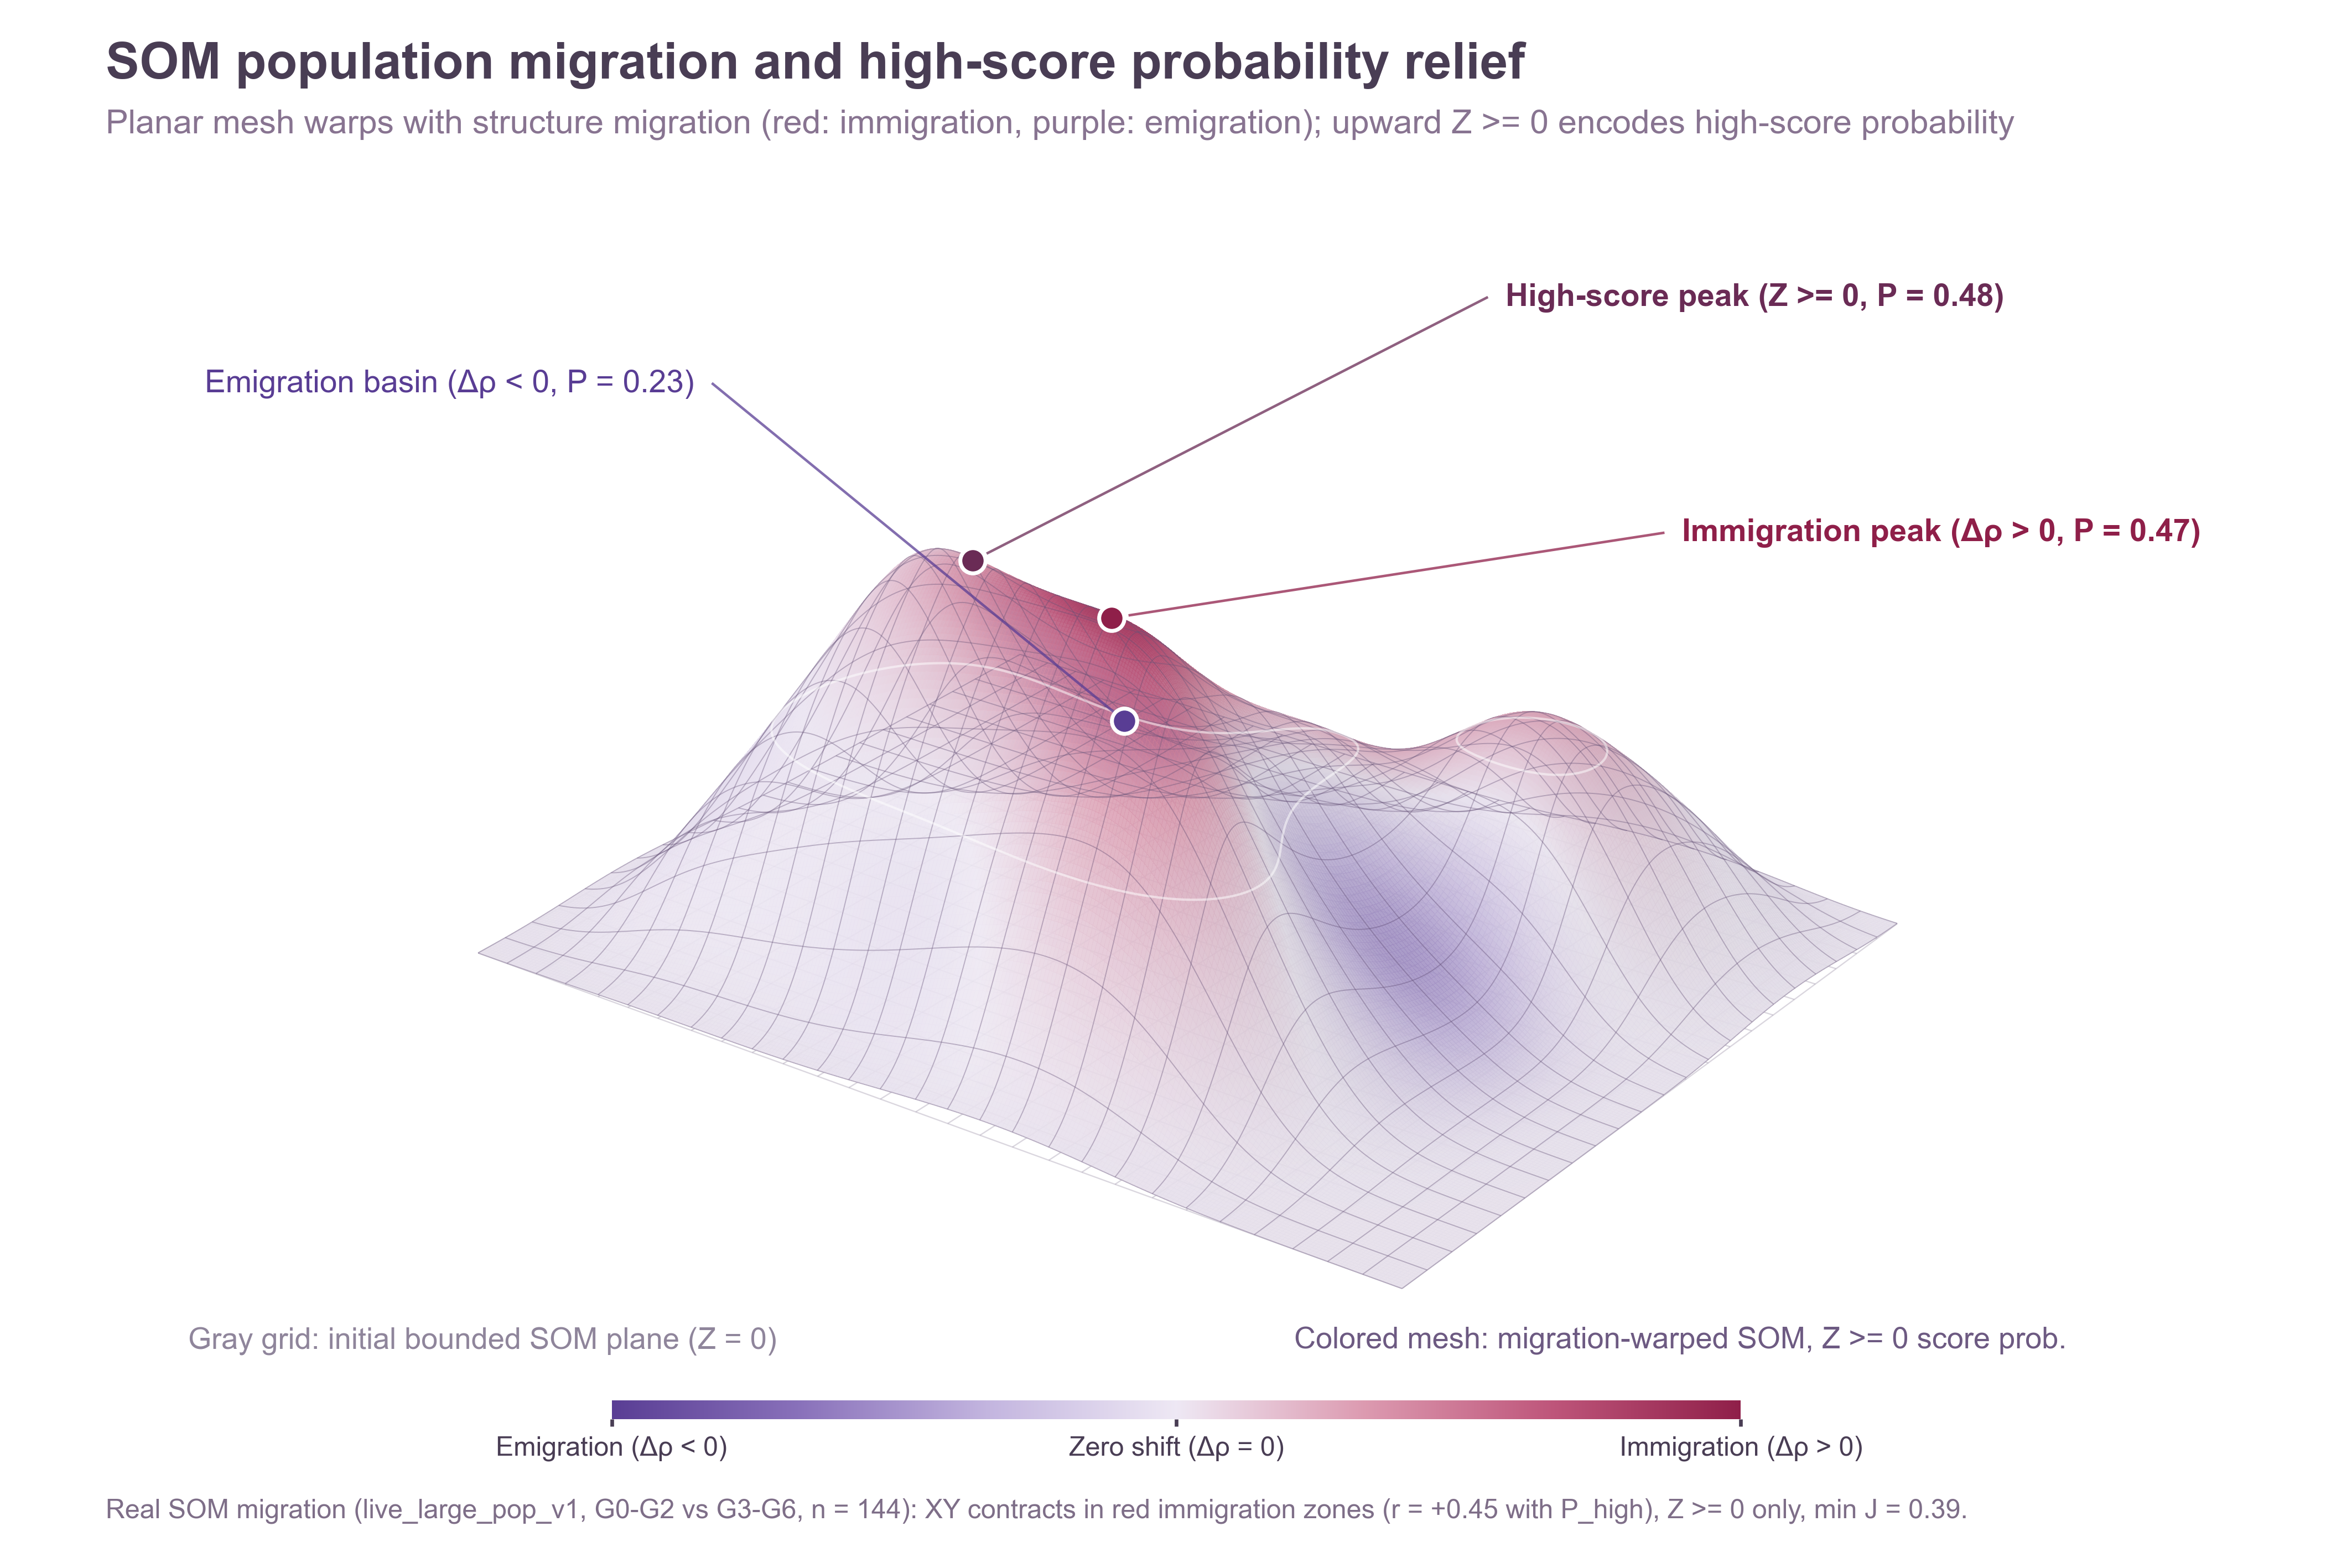 SOM population migration and high-score probability relief
Planar mesh warps with structure migration (red: immigration, purple: emigration); upward Z >= 0 encodes high-score probability
High-score peak (Z >= 0, P = 0.48)
Emigration basin (Δρ < 0, P = 0.23)
Immigration peak (Δρ > 0, P = 0.47)
Gray grid: initial bounded SOM plane (Z = 0)
Colored mesh: migration-warped SOM, Z >= 0 score prob.
Emigration (Δρ < 0)
Zero shift (Δρ = 0)
Immigration (Δρ > 0)
Real SOM migration (live_large_pop_v1, G0-G2 vs G3-G6, n = 144): XY contracts in red immigration zones (r = +0.45 with P_high), Z >= 0 only, min J = 0.39.